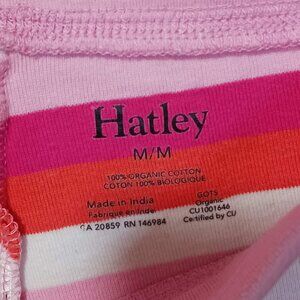 Hatley
M/M
100% ORGANIC COTTON
COTON 100% BIOLOGIQUE
Made in India
Fabriqué en Inde
CA 20859 RN 146984
GOTS
Organic
CU1001646
Certified by CU